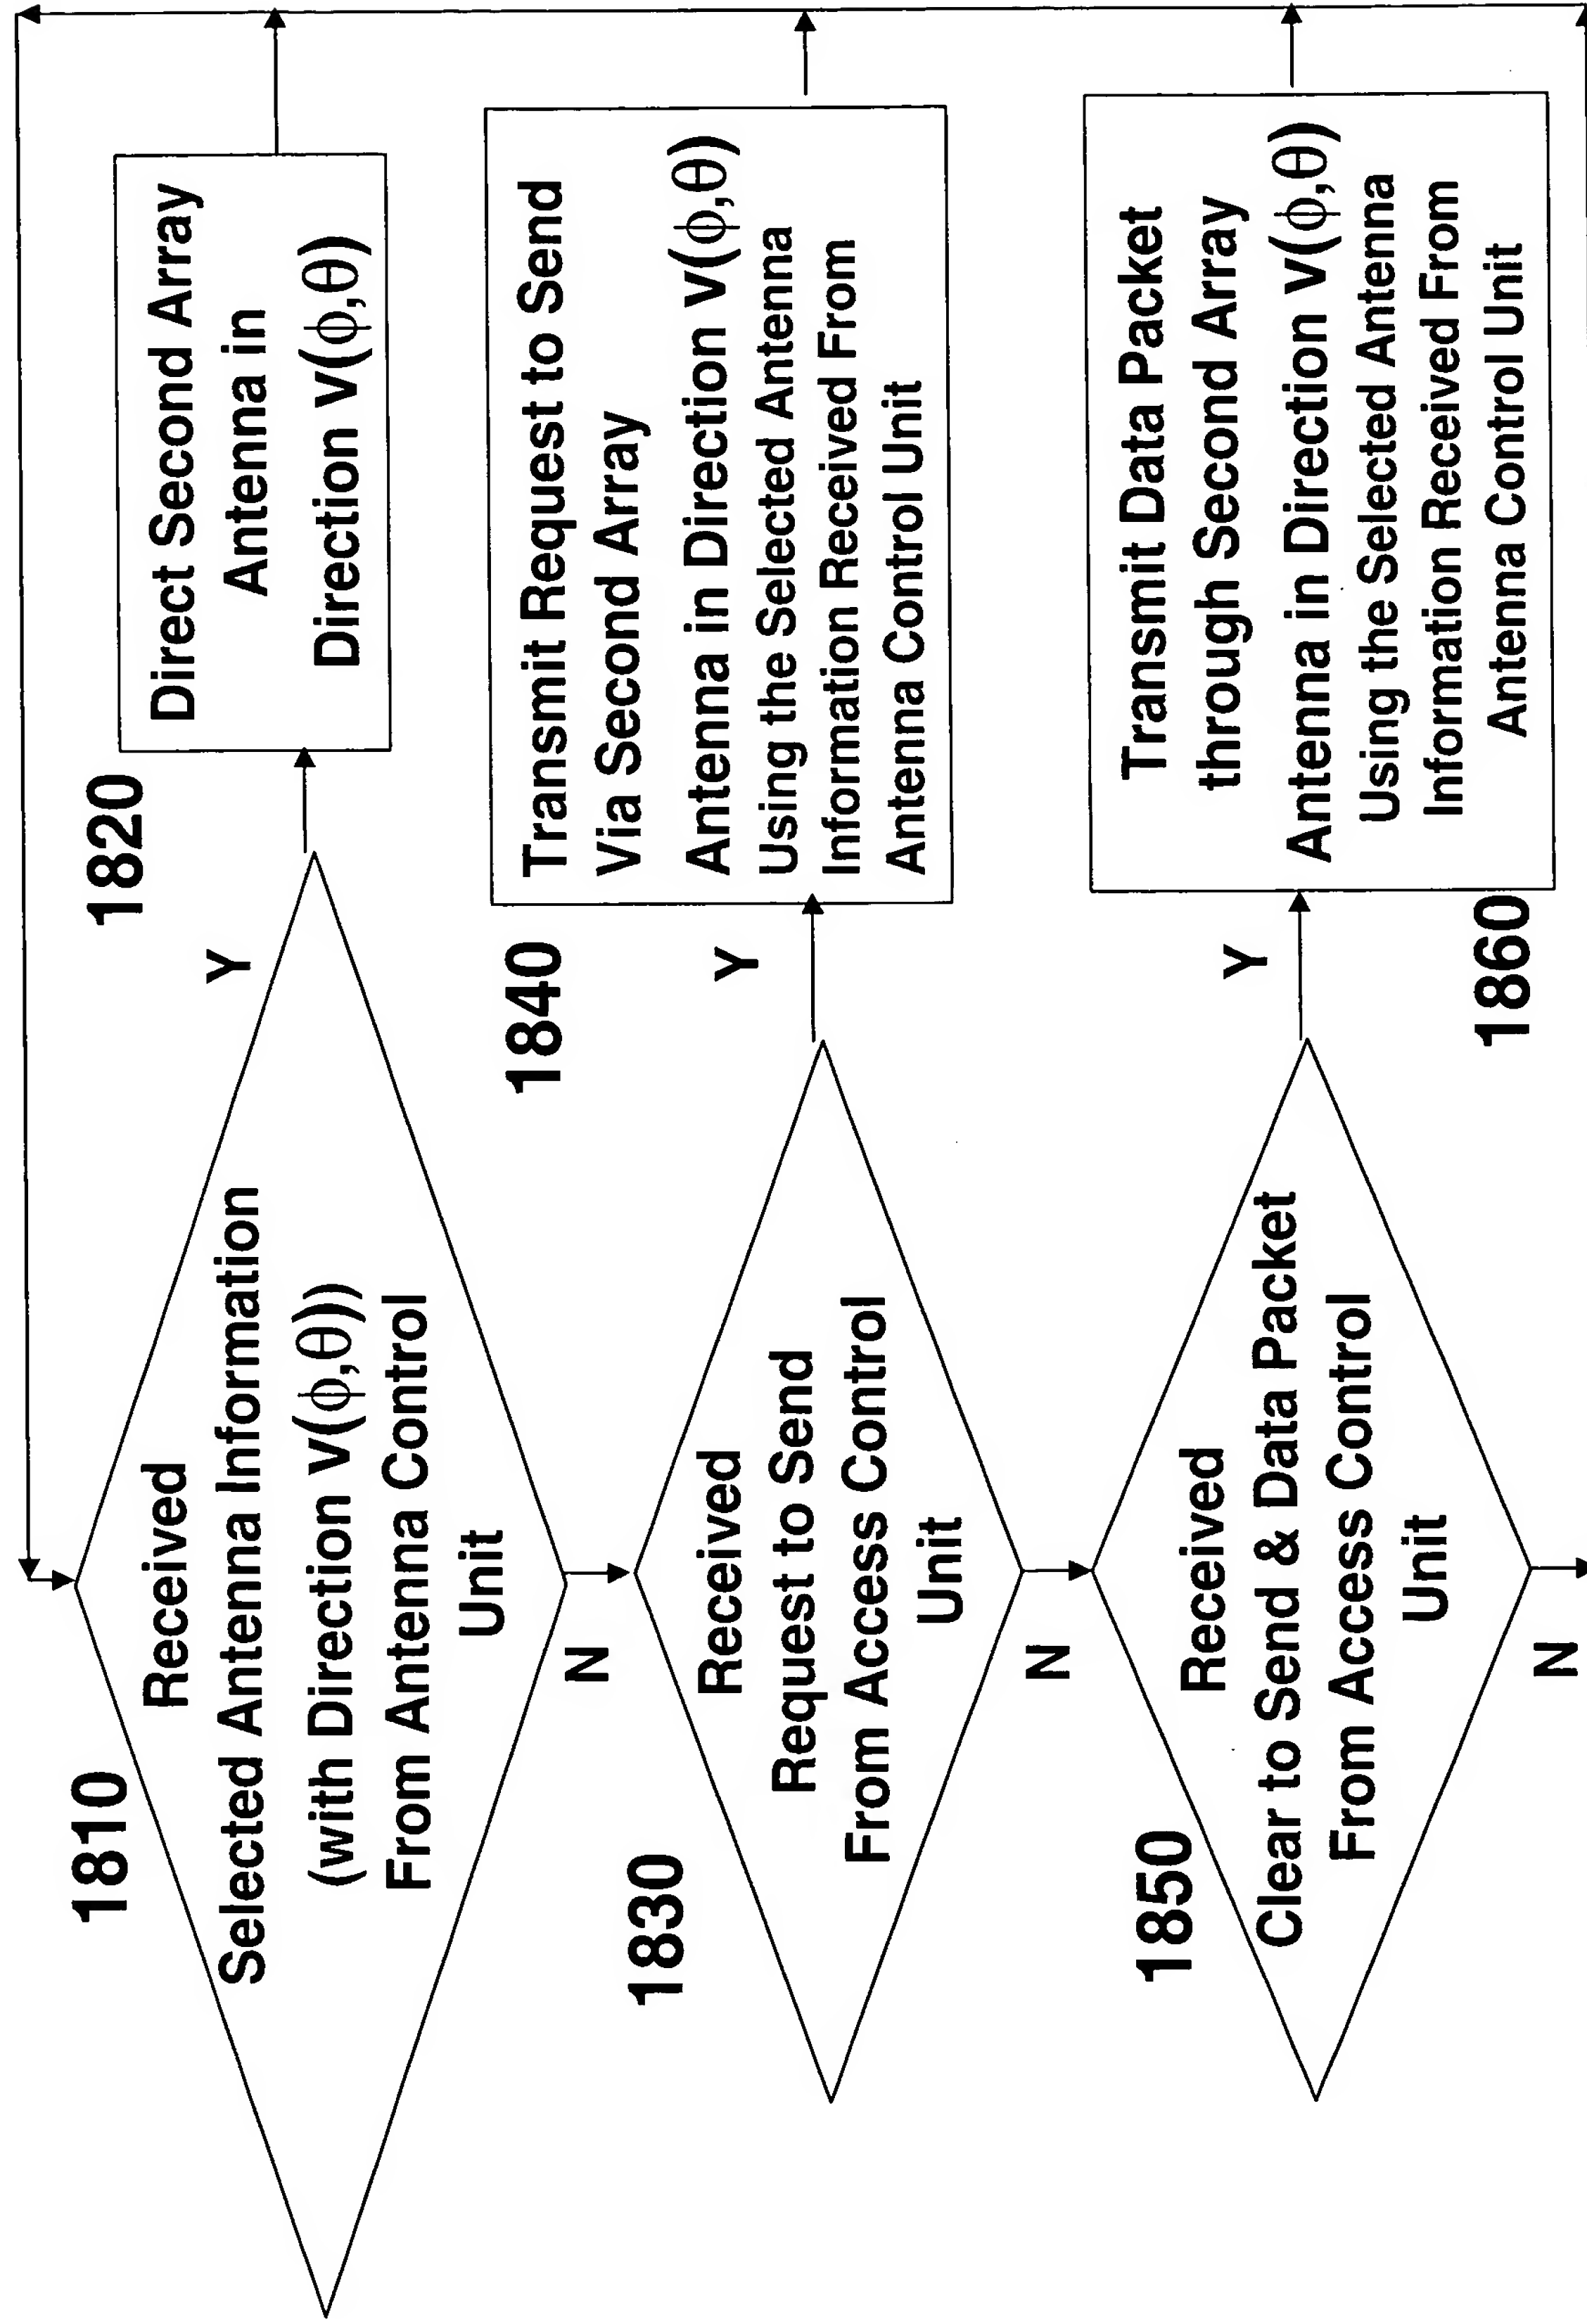 1810
Received
Selected Antenna Information
(with Direction V(ϕ,θ))
From Antenna Control
Unit
Y
N
1820
Direct Second Array
Antenna in
Direction V(ϕ,θ)
1830
Received
Request to Send
From Access Control
Unit
Y
N
1840
Transmit Request to Send
Via Second Array
Antenna in Direction V(ϕ,θ)
Using the Selected Antenna
Information Received From
Antenna Control Unit
1850
Received
Clear to Send & Data Packet
From Access Control
Unit
Y
N
1860
Transmit Data Packet
through Second Array
Antenna in Direction V(ϕ,θ)
Using the Selected Antenna
Information Received From
Antenna Control Unit